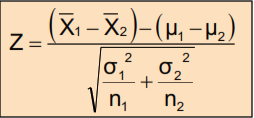 Z = ((X̄₁ − X̄₂) − (μ₁ − μ₂)) / √(σ₁²/n₁ + σ₂²/n₂)